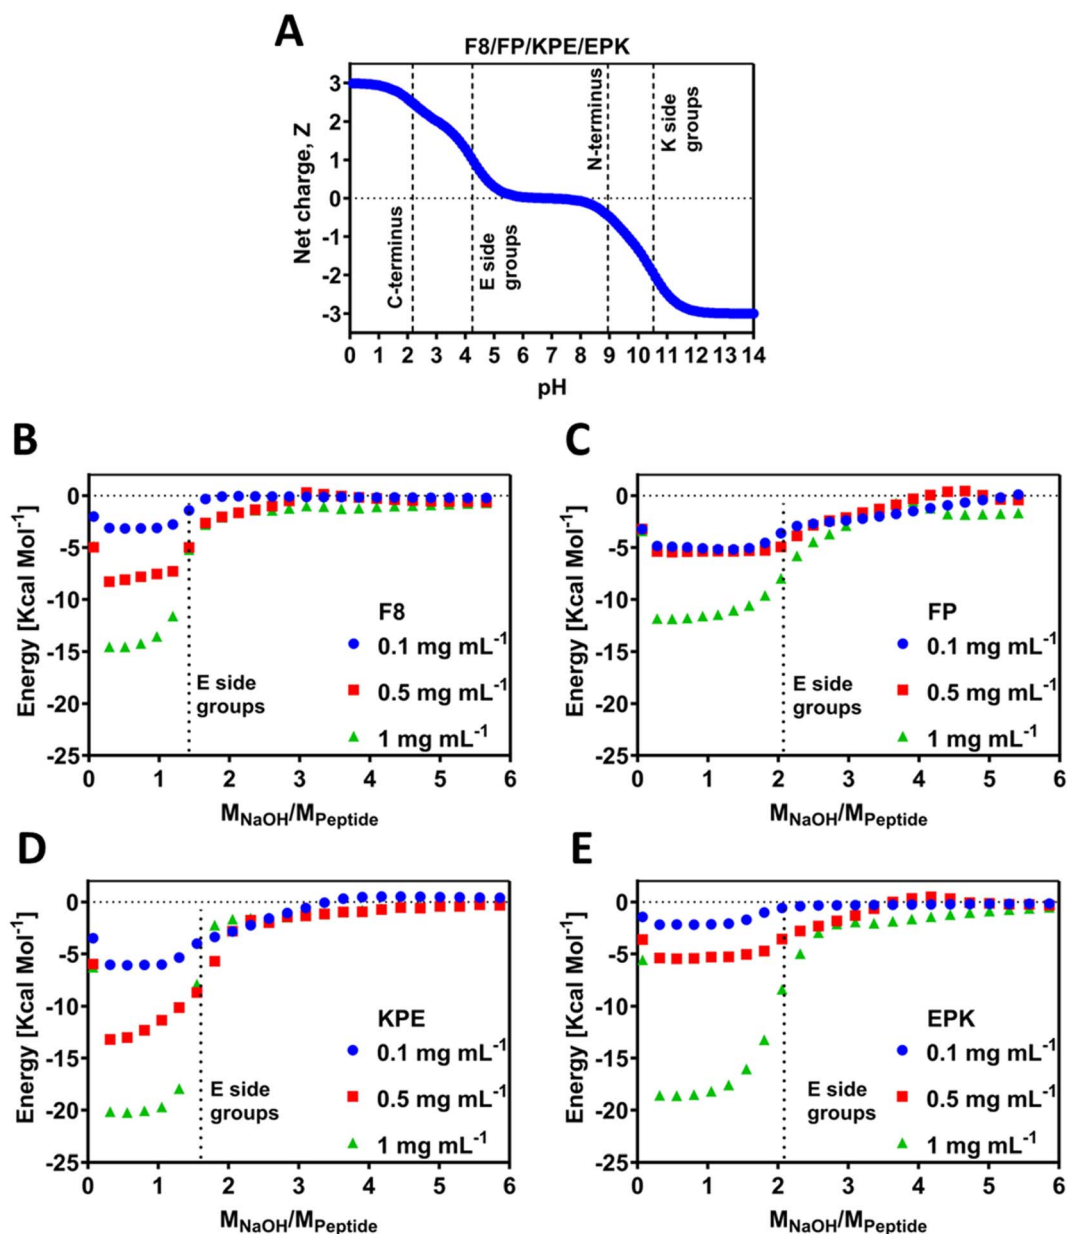 A
F8/FP/KPE/EPK
Net charge, Z
3
2
1
0
-1
-2
-3
C-terminus
E side
groups
N-terminus
K side
groups
0 1 2 3 4 5 6 7 8 9 10 11 12 13 14
pH
B
Energy [Kcal Mol⁻¹]
0
-5
-10
-15
-20
-25
F8
0.1 mg mL⁻¹
0.5 mg mL⁻¹
1 mg mL⁻¹
E side
groups
0 1 2 3 4 5 6
M_NaOH/M_Peptide
C
Energy [Kcal Mol⁻¹]
0
-5
-10
-15
-20
-25
FP
0.1 mg mL⁻¹
0.5 mg mL⁻¹
1 mg mL⁻¹
E side
groups
0 1 2 3 4 5 6
M_NaOH/M_Peptide
D
Energy [Kcal Mol⁻¹]
0
-5
-10
-15
-20
-25
KPE
0.1 mg mL⁻¹
0.5 mg mL⁻¹
1 mg mL⁻¹
E side
groups
0 1 2 3 4 5 6
M_NaOH/M_Peptide
E
Energy [Kcal Mol⁻¹]
0
-5
-10
-15
-20
-25
EPK
0.1 mg mL⁻¹
0.5 mg mL⁻¹
1 mg mL⁻¹
E side
groups
0 1 2 3 4 5 6
M_NaOH/M_Peptide